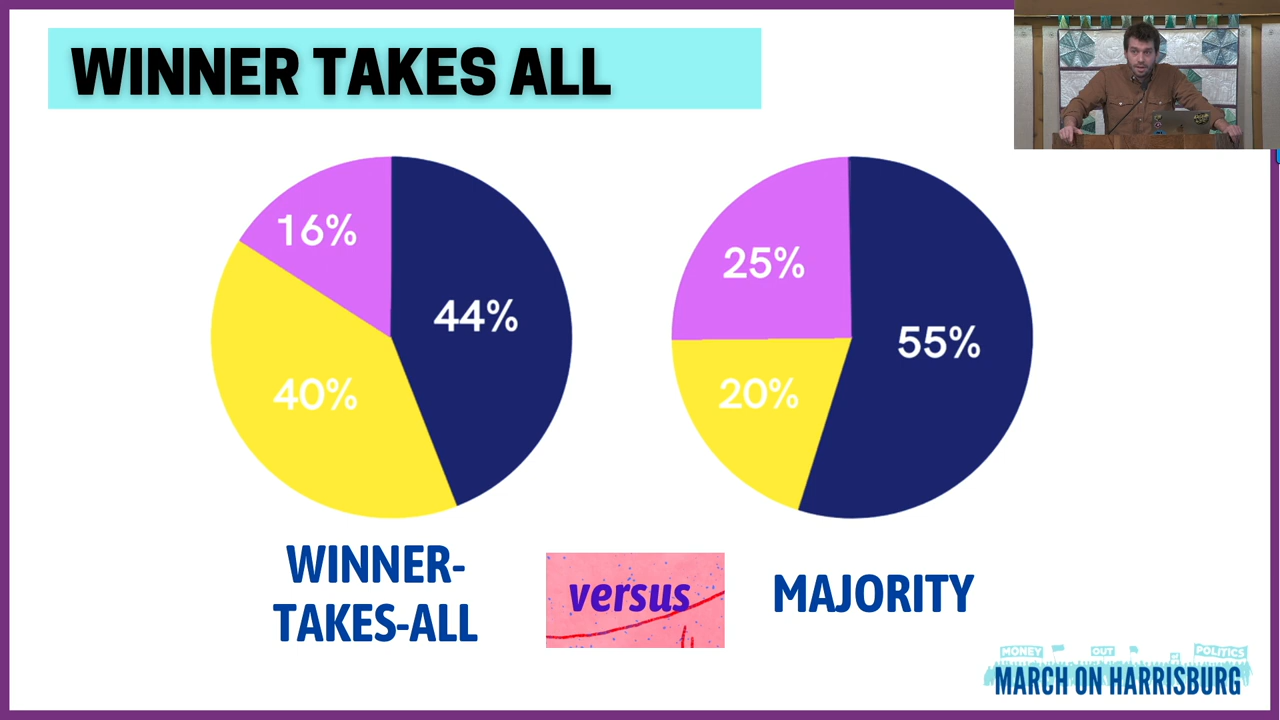 WINNER TAKES ALL
16%
44%
40%
25%
55%
20%
WINNER-
TAKES-ALL
versus
MAJORITY
MONEY OUT OF POLITICS
MARCH ON HARRISBURG